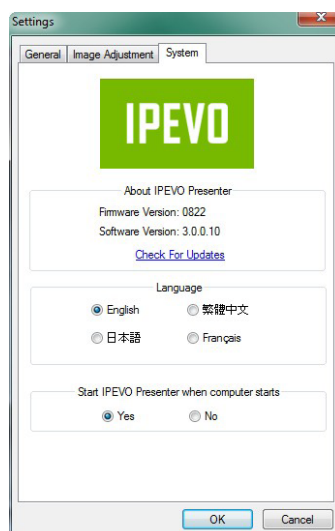 Settings
General Image Adjustment System
IPEVO
About IPEVO Presenter
Firmware Version: 0822
Software Version: 3.0.0.10
Check For Updates
Language
English 繁體中文
日本語 Français
Start IPEVO Presenter when computer starts
Yes No
OK Cancel